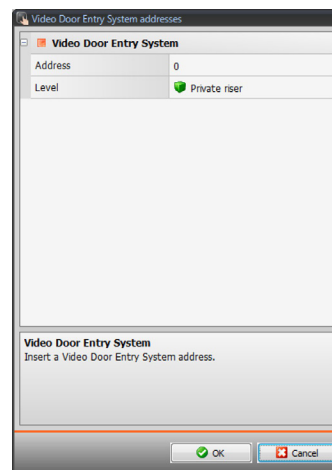 Video Door Entry System addresses
Video Door Entry System
Address 0
Level Private riser
Video Door Entry System
Insert a Video Door Entry System address.
OK Cancel